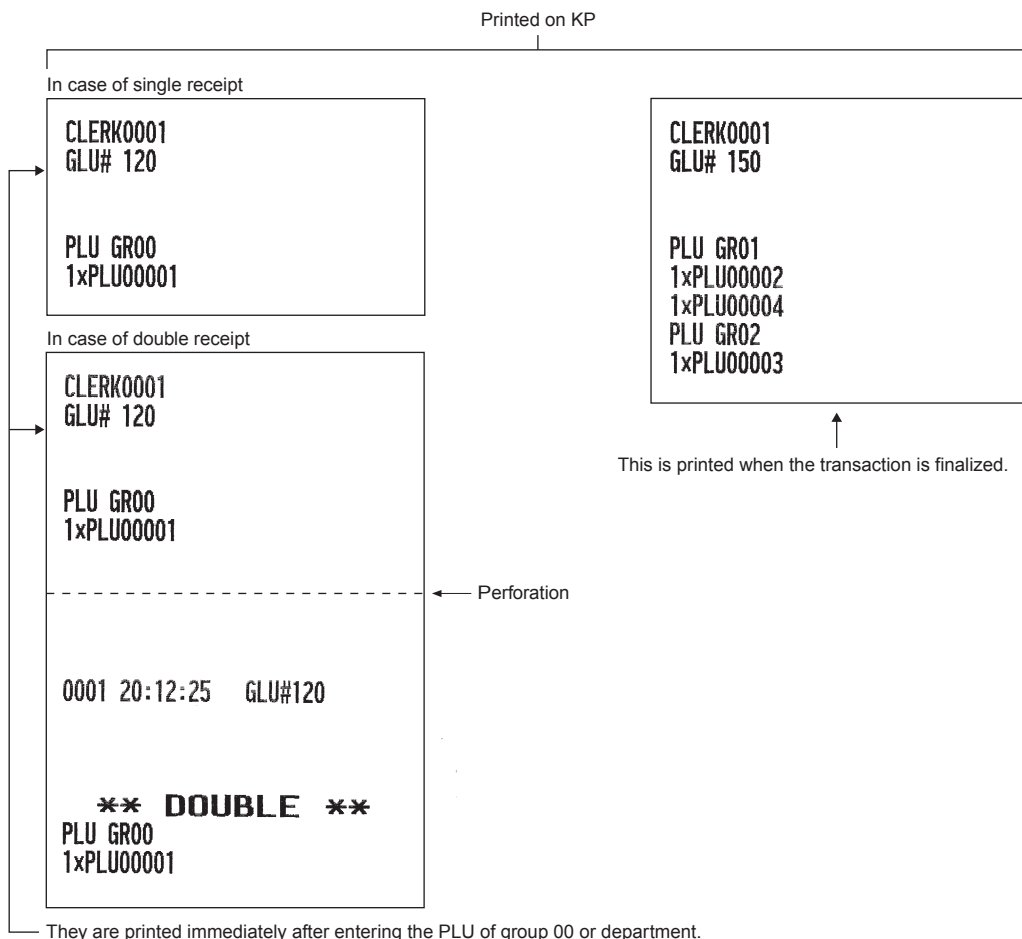 Printed on KP
In case of single receipt
CLERK0001
GLU# 120
PLU GR00
1xPLU00001
In case of double receipt
CLERK0001
GLU# 120
PLU GR00
1xPLU00001
Perforation
0001 20:12:25 GLU#120
** DOUBLE **
PLU GR00
1xPLU00001
They are printed immediately after entering the PLU of group 00 or department.
CLERK0001
GLU# 150
PLU GR01
1xPLU00002
1xPLU00004
PLU GR02
1xPLU00003
This is printed when the transaction is finalized.